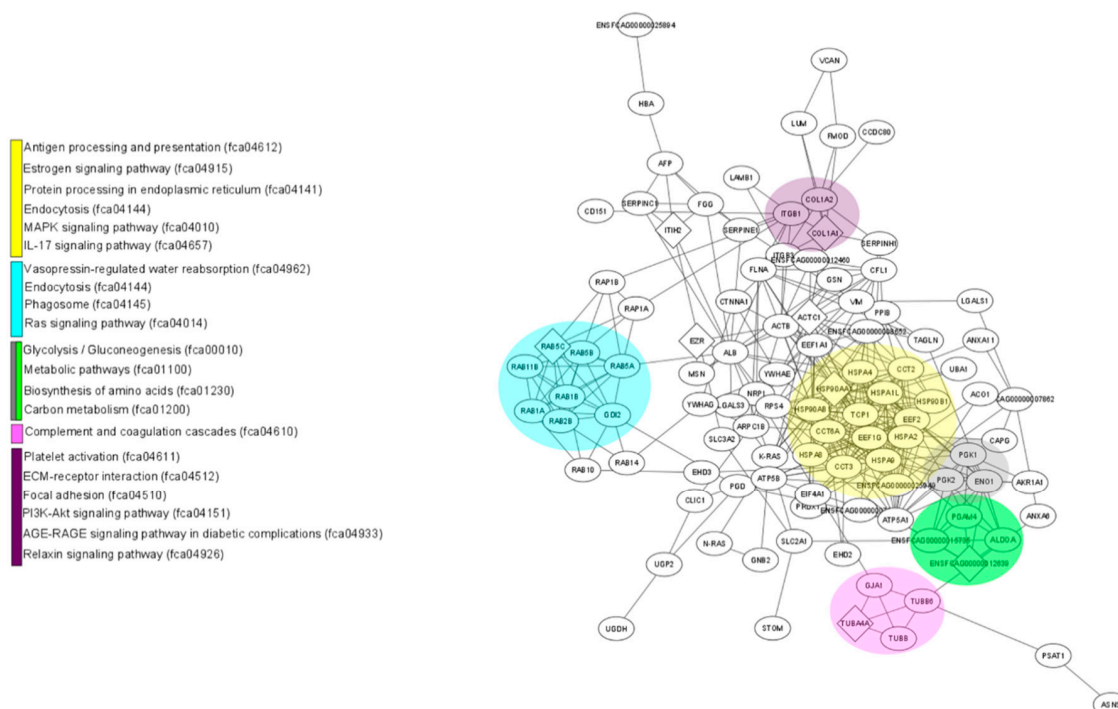 Antigen processing and presentation (fca04612)
Estrogen signaling pathway (fca04915)
Protein processing in endoplasmic reticulum (fca04141)
Endocytosis (fca04144)
MAPK signaling pathway (fca04010)
IL-17 signaling pathway (fca04657)
Vasopressin-regulated water reabsorption (fca04962)
Endocytosis (fca04144)
Phagosome (fca04145)
Ras signaling pathway (fca04014)
Glycolysis / Gluconeogenesis (fca00010)
Metabolic pathways (fca01100)
Biosynthesis of amino acids (fca01230)
Carbon metabolism (fca01200)
Complement and coagulation cascades (fca04610)
Platelet activation (fca04611)
ECM-receptor interaction (fca04512)
Focal adhesion (fca04510)
PI3K-Akt signaling pathway (fca04151)
AGE-RAGE signaling pathway in diabetic complications (fca04933)
Relaxin signaling pathway (fca04926)
ENSFCAG00000025894
VCAN
HBA
LUM
FMOD
CCDC80
AFP
LAMB1
SERPINC1
FGG
COL1A2
CD151
ITGB1
ITIH2
SERPINE1
COL1A1
SERPINH1
ITGB3
ENSFCAG00000012460
FLNA
CFL1
RAP1B
GSN
CTNNA1
VIM
LGALS1
RAP1A
ACTC1
PPIB
ACTB
EZR
EEF1A1
TAGLN
ANXA11
RAB5C
RAB5B
ALB
RAB11B
RAB5A
MSN
YWHAE
HSPA4
CCT2
UBA1
HSP90AA1
HSPA1L
HSP90B1
ACO1
NRP1
RAB1B
YWHAG
LGALS3
RPS4
HSP90AB1
TCP1
RAB1A
GDI2
EEF2
RAB2B
ARPC1B
CCT6A
EEF1G
HSPA2
SLC3A2
CAPG
K-RAS
HSPA8
PGK1
RAB10
RAB14
CCT3
HSPA9
EHD3
ATP5B
PGK2
ENO1
AKR1A1
PGD
CLIC1
EIF4A1
PRDX1
ATP5A1
ANXA6
PGAM4
N-RAS
SLC2A1
ALDOA
GNB2
EHD2
ENSFCAG00000012839
UGP2
GJA1
TUBB6
UGDH
STOM
TUBA4A
TUBB
PSAT1